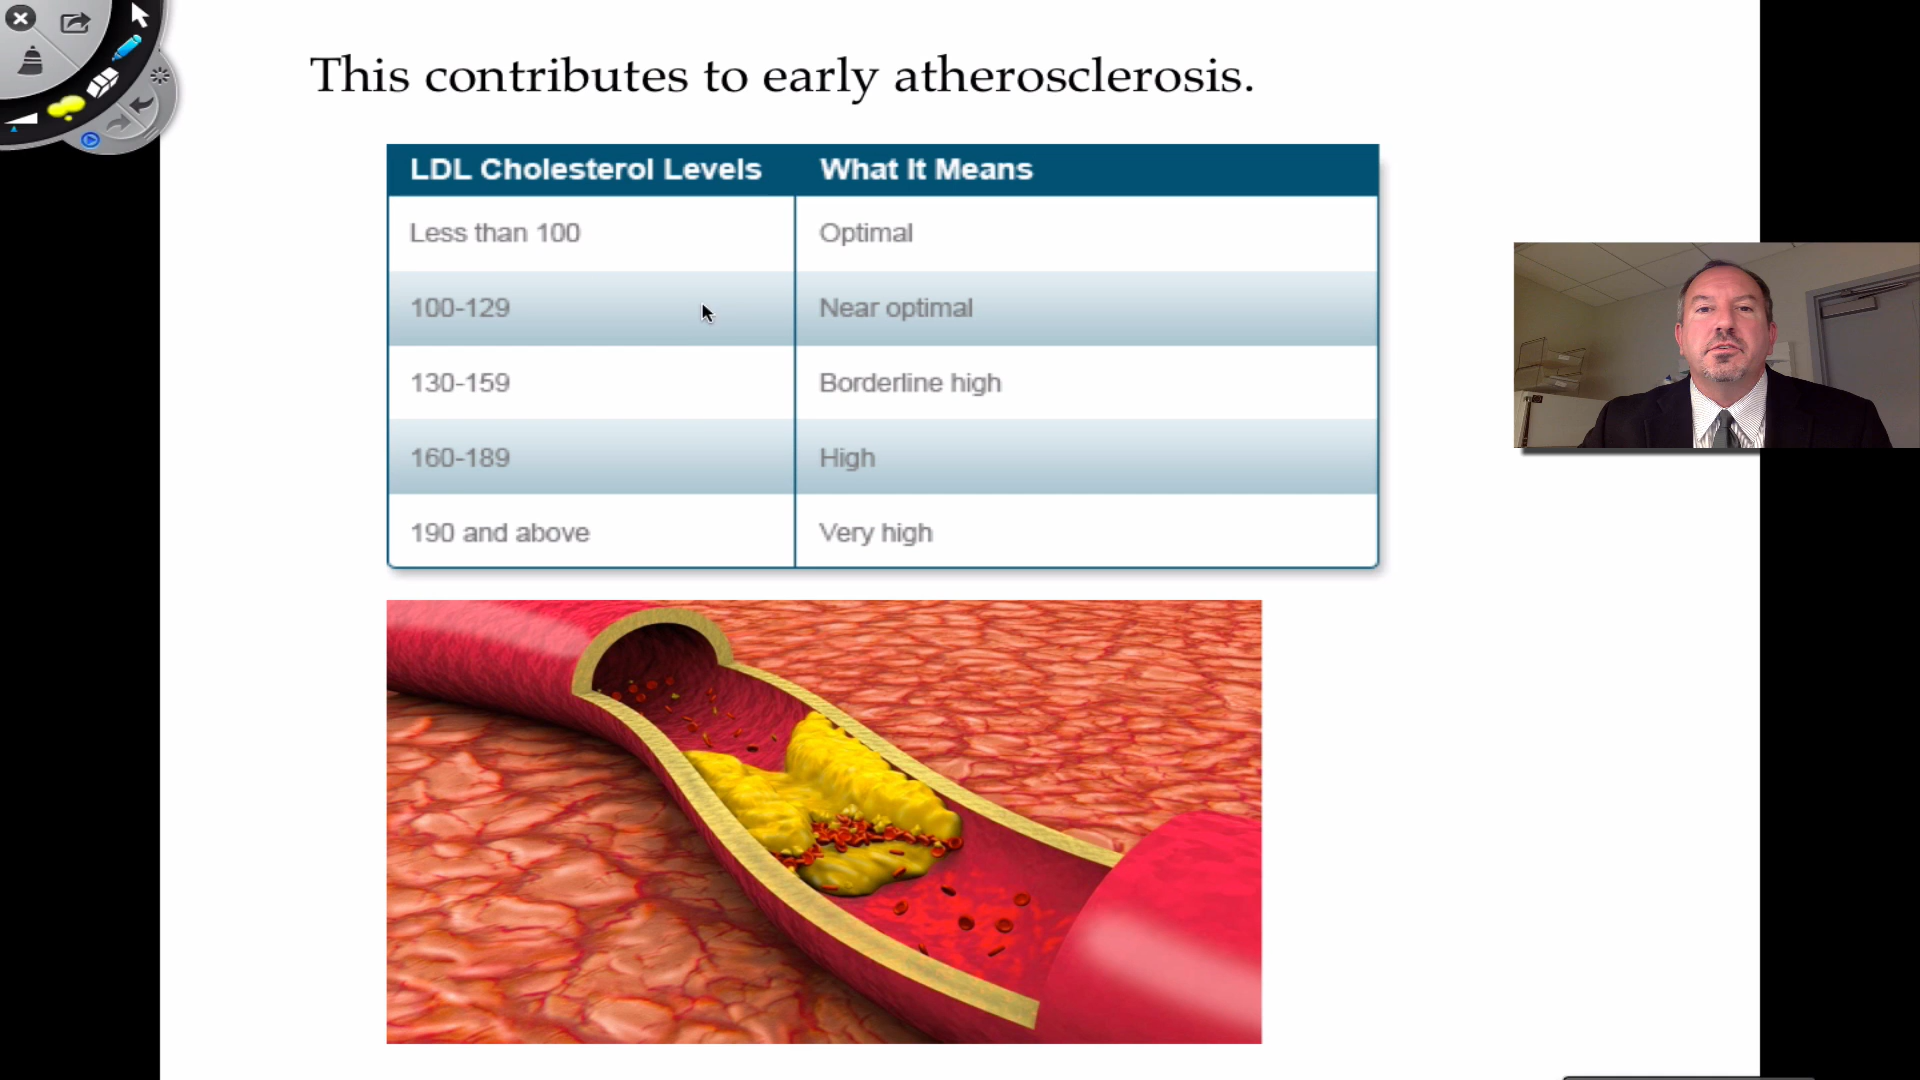 This contributes to early atherosclerosis.
LDL Cholesterol Levels What It Means
Less than 100 Optimal
100-129 Near optimal
130-159 Borderline high
160-189 High
190 and above Very high